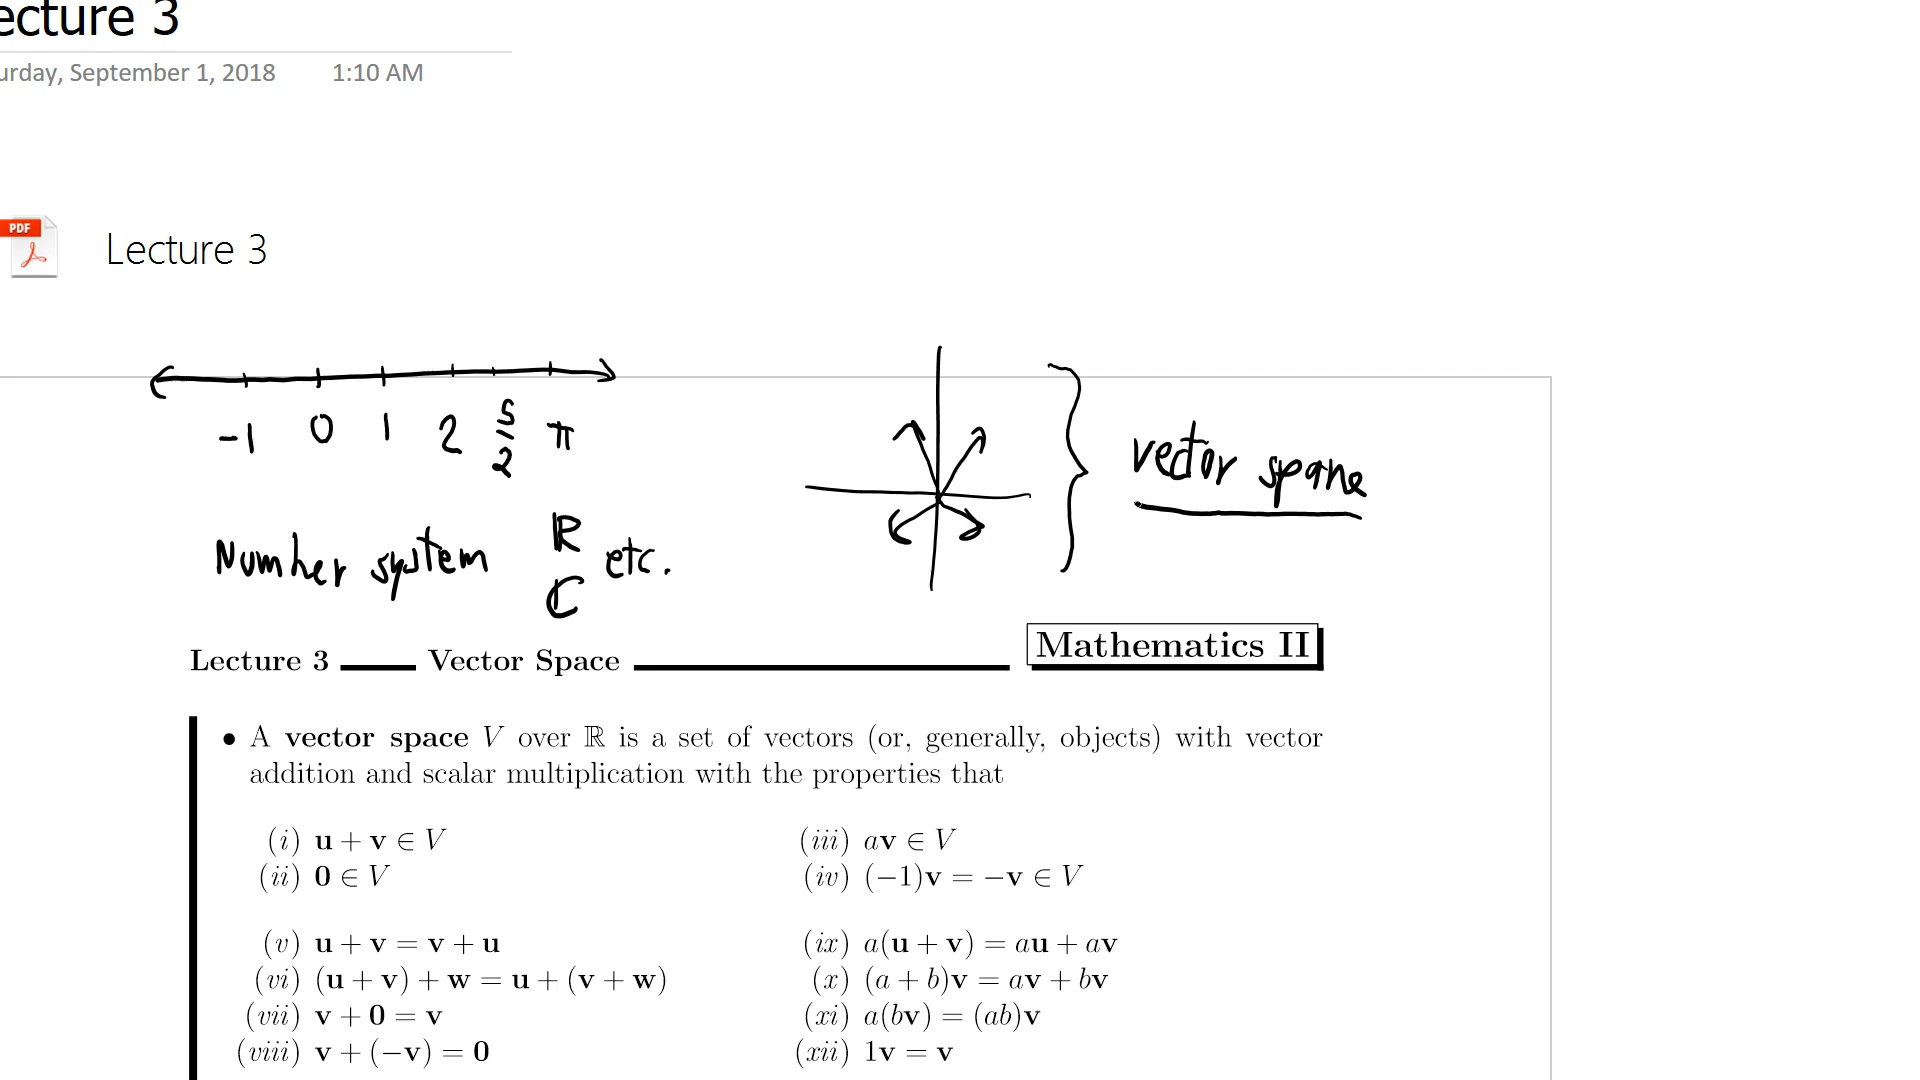 ecture 3
urday, September 1, 2018 1:10 AM
PDF
Lecture 3
-1 0 1 2 5/2 π
vector spane
Number system ℝ ℂ etc.
Lecture 3 Vector Space Mathematics II
• A vector space V over ℝ is a set of vectors (or, generally, objects) with vector
addition and scalar multiplication with the properties that
(i) u + v ∈ V (iii) av ∈ V
(ii) 0 ∈ V (iv) (−1)v = −v ∈ V
(v) u + v = v + u (ix) a(u + v) = au + av
(vi) (u + v) + w = u + (v + w) (x) (a + b)v = av + bv
(vii) v + 0 = v (xi) a(bv) = (ab)v
(viii) v + (−v) = 0 (xii) 1v = v